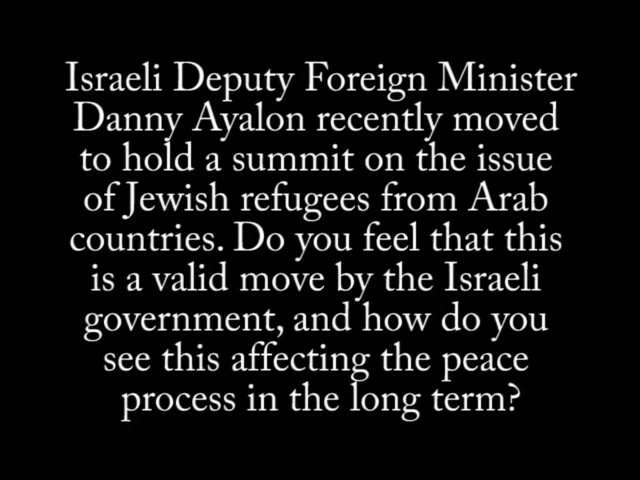 Israeli Deputy Foreign Minister
Danny Ayalon recently moved
to hold a summit on the issue
of Jewish refugees from Arab
countries. Do you feel that this
is a valid move by the Israeli
government, and how do you
see this affecting the peace
process in the long term?